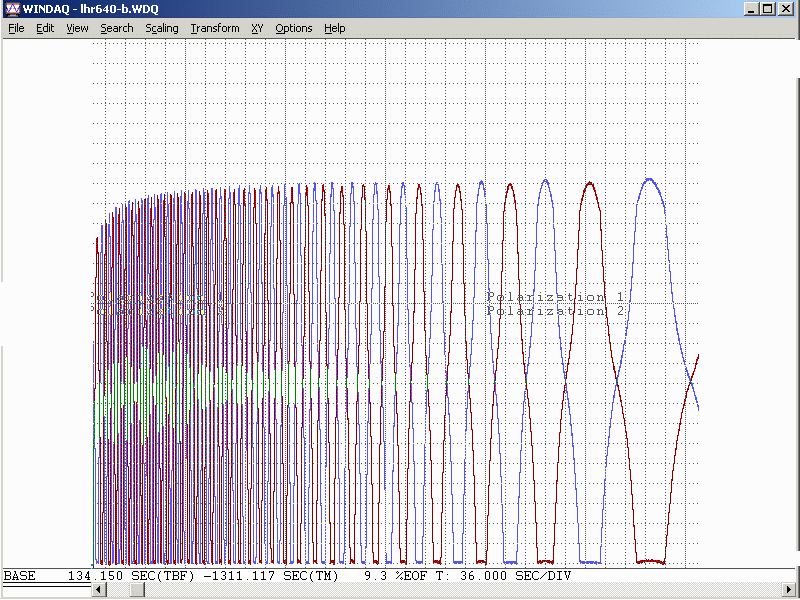 WINDAQ - lhr640-b.WDQ
File Edit View Search Scaling Transform XY Options Help
Polarization 1
Polarization 2
BASE 134.150 SEC(TBF) -1311.117 SEC(TM) 9.3 %EOF T: 36.000 SEC/DIV